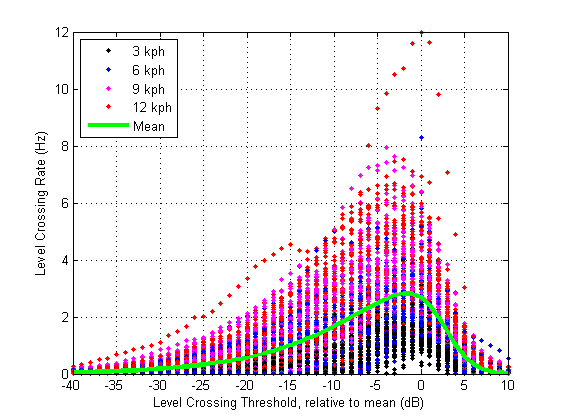 12
10
8
6
4
2
0
Level Crossing Rate (Hz)
3 kph
6 kph
9 kph
12 kph
Mean
-40 -35 -30 -25 -20 -15 -10 -5 0 5 10
Level Crossing Threshold, relative to mean (dB)